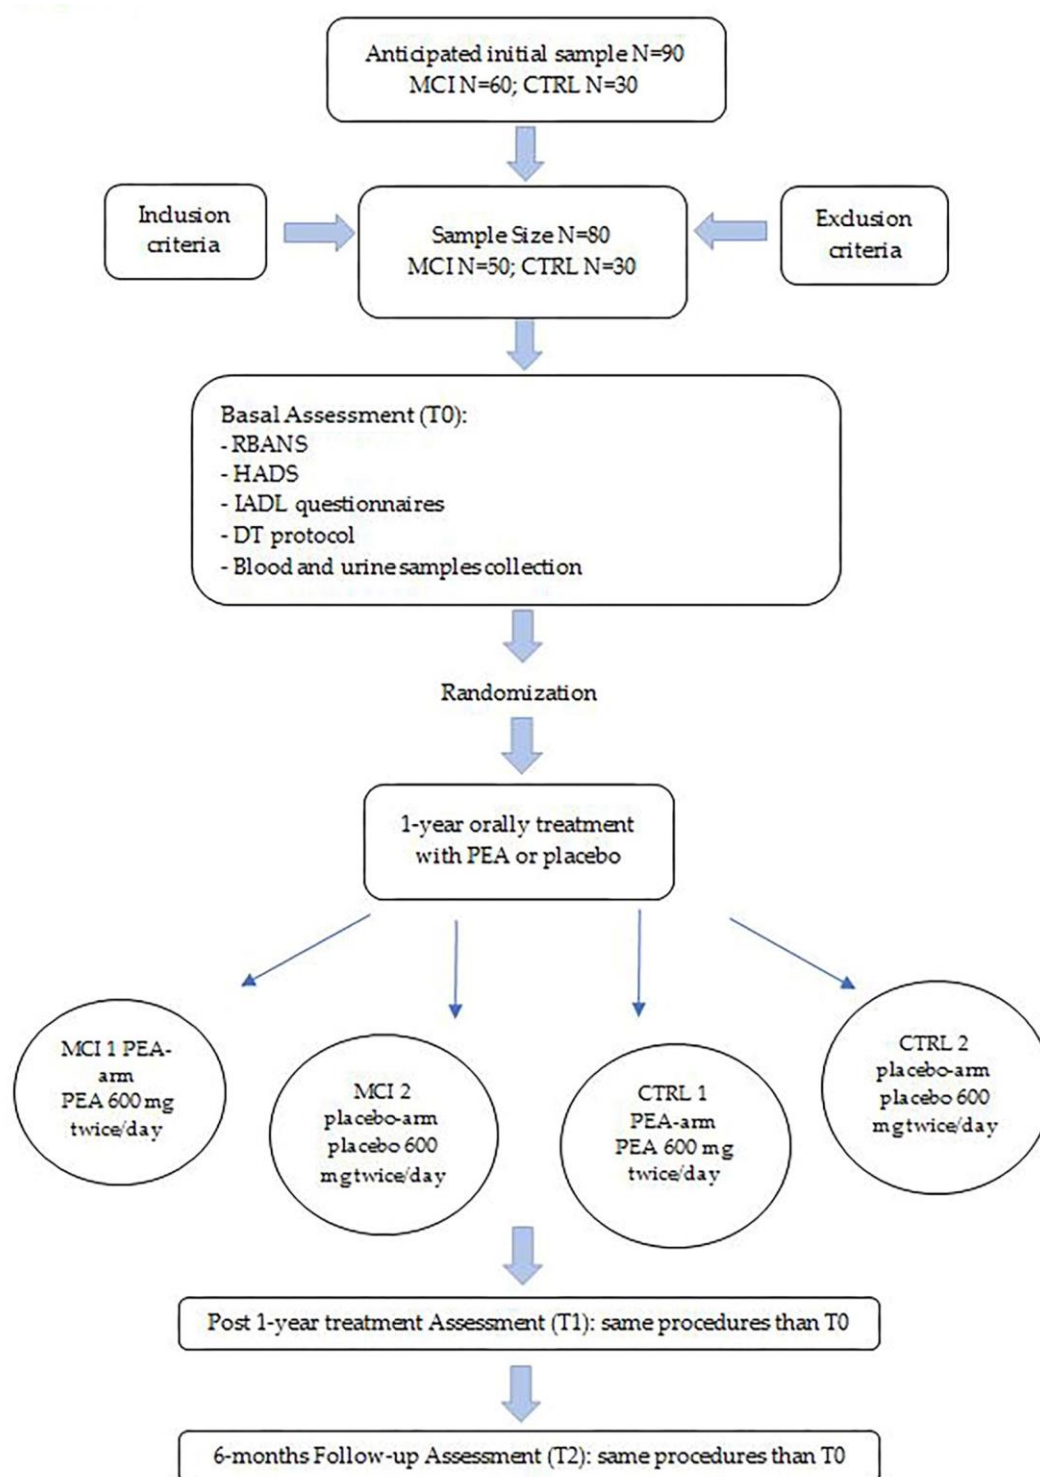 Anticipated initial sample N=90
MCI N=60; CTRL N=30
Inclusion
criteria
Sample Size N=80
MCI N=50; CTRL N=30
Exclusion
criteria
Basal Assessment (T0):
- RBANS
- HADS
- IADL questionnaires
- DT protocol
- Blood and urine samples collection
Randomization
1-year orally treatment
with PEA or placebo
MCI 1 PEA-
arm
PEA 600 mg
twice/day
MCI 2
placebo-arm
placebo 600
mg twice/day
CTRL 1
PEA-arm
PEA 600 mg
twice/day
CTRL 2
placebo-arm
placebo 600
mg twice/day
Post 1-year treatment Assessment (T1): same procedures than T0
6-months Follow-up Assessment (T2): same procedures than T0